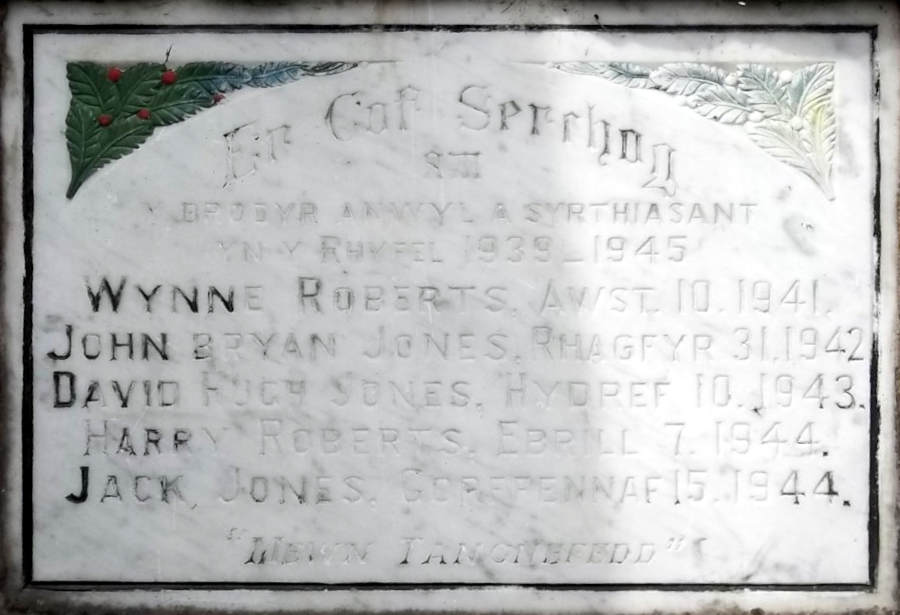 Er Cof Serchog
am
Y BRODYR ANWYL A SYRTHIASANT
YN Y RHYFEL 1939–1945
WYNNE ROBERTS, AWST. 10. 1941.
JOHN BRYAN JONES, RHAGFYR 31. 1942
DAVID PUGH JONES, HYDREF 10. 1943.
HARRY ROBERTS, EBRILL 7. 1944.
JACK JONES, GORFFENNAF 15. 1944.
"MEWN TANGNEFEDD"